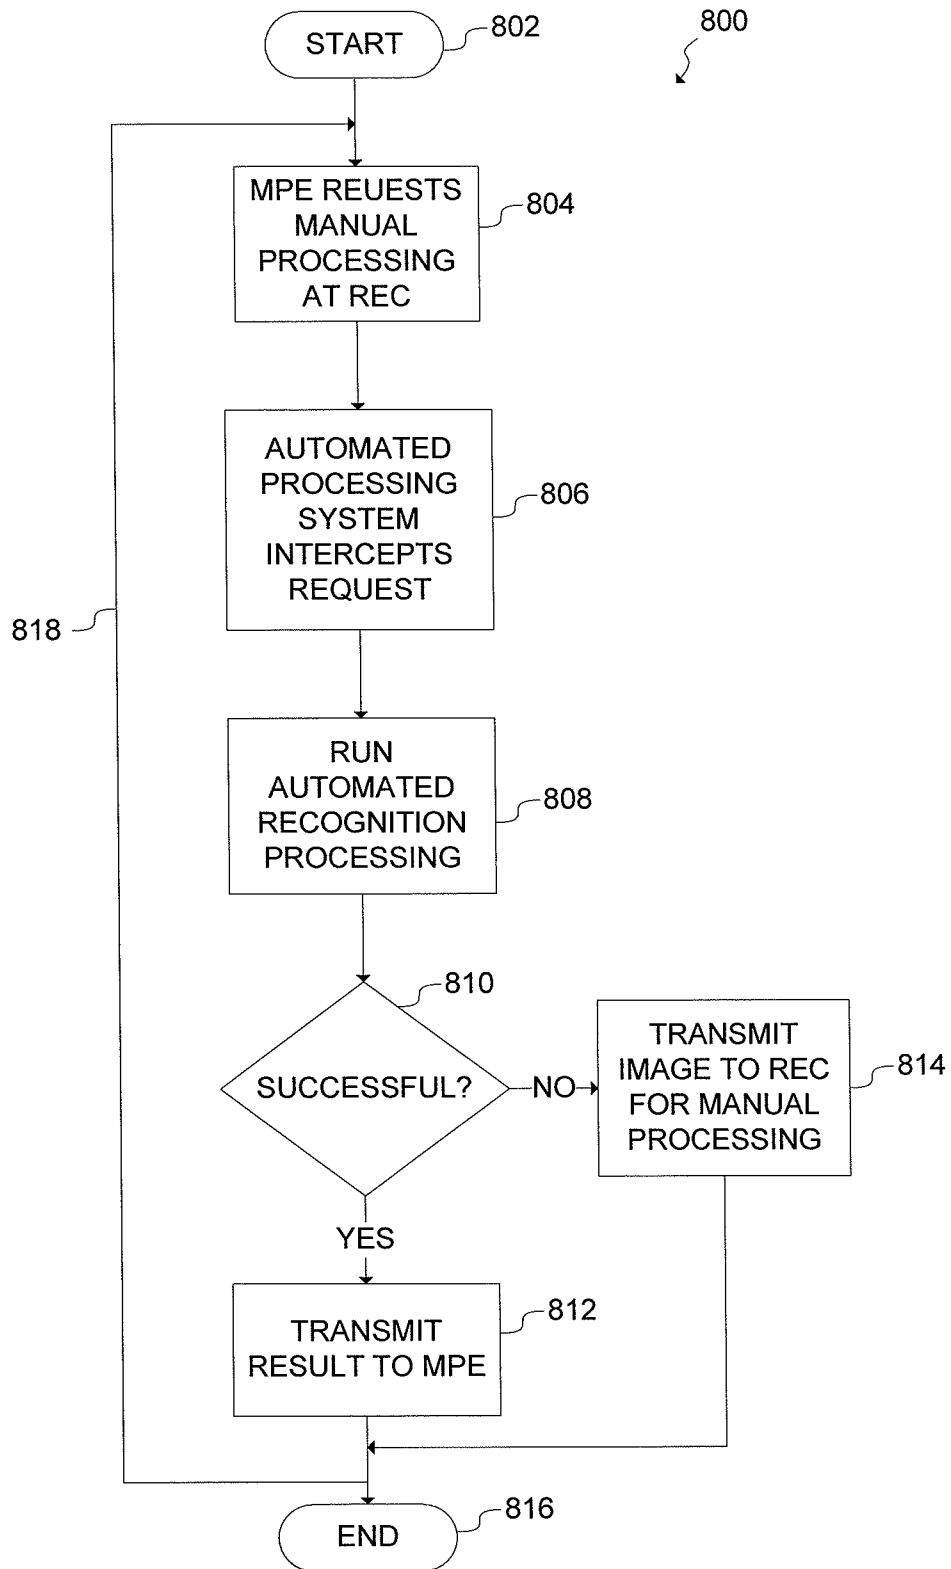 START
802
800
MPE REUESTS
MANUAL
PROCESSING
AT REC
804
AUTOMATED
PROCESSING
SYSTEM
INTERCEPTS
REQUEST
806
818
RUN
AUTOMATED
RECOGNITION
PROCESSING
808
810
SUCCESSFUL?
NO
TRANSMIT
IMAGE TO REC
FOR MANUAL
PROCESSING
814
YES
TRANSMIT
RESULT TO MPE
812
END
816